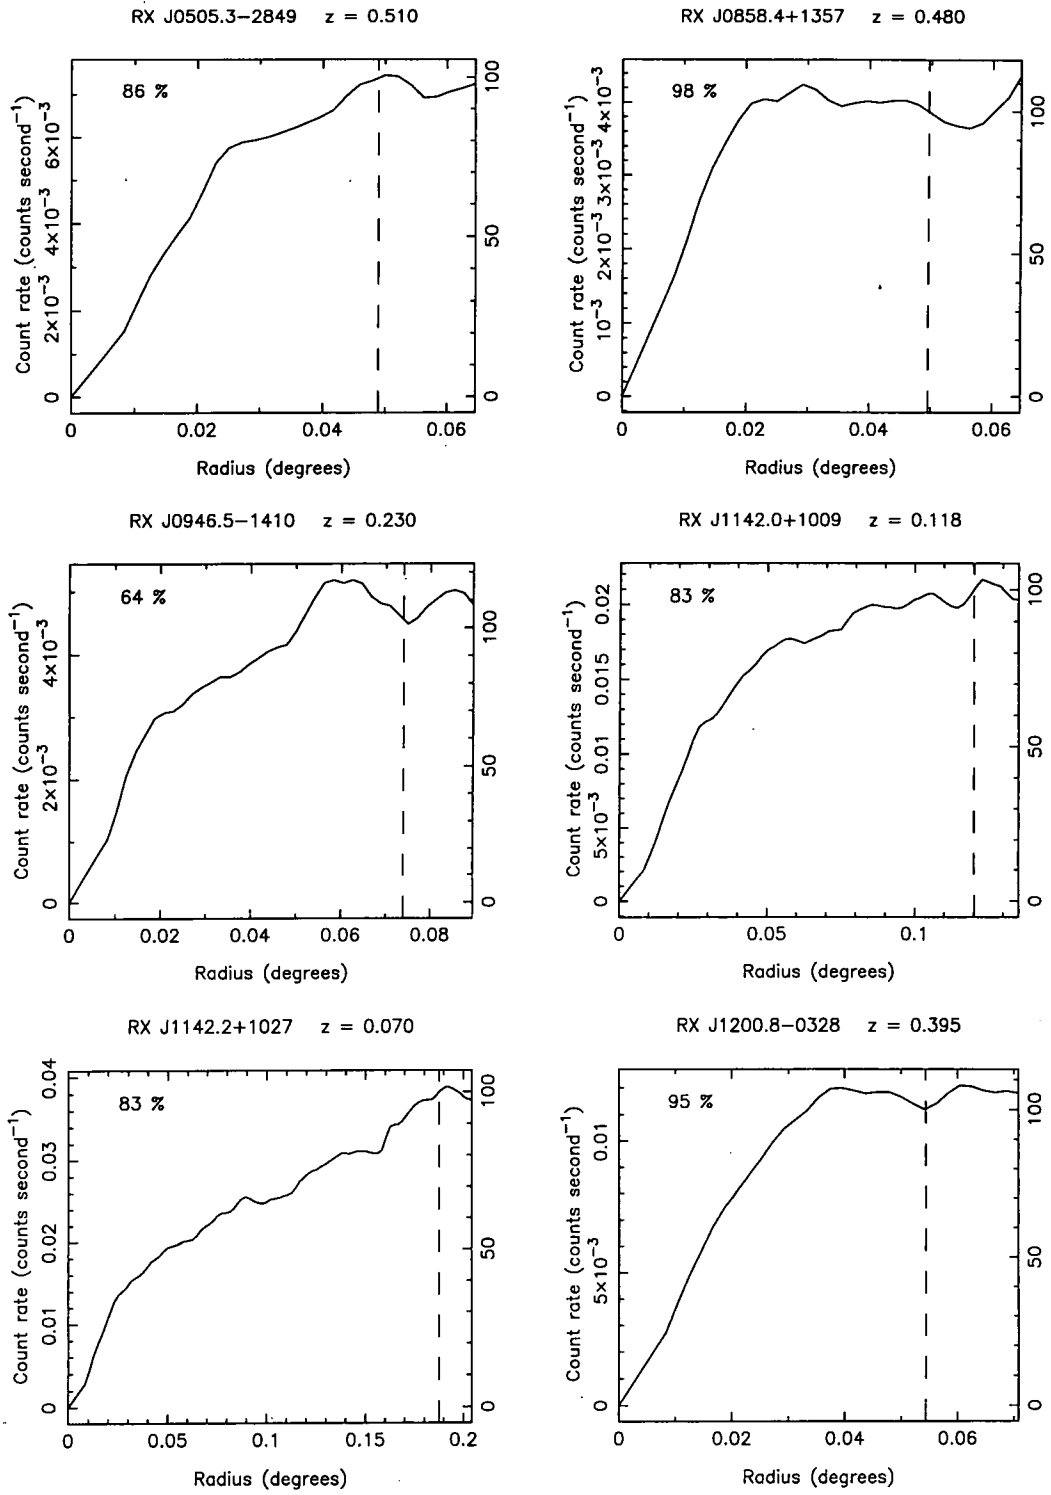 RX J0505.3−2849 z = 0.510
86 %
Count rate (counts second⁻¹)
0 2×10⁻³ 4×10⁻³ 6×10⁻³
0 50 100
0 0.02 0.04 0.06
Radius (degrees)
RX J0858.4+1357 z = 0.480
98 %
Count rate (counts second⁻¹)
0 10⁻³ 2×10⁻³ 3×10⁻³ 4×10⁻³
0 50 100
0 0.02 0.04 0.06
Radius (degrees)
RX J0946.5−1410 z = 0.230
64 %
Count rate (counts second⁻¹)
0 2×10⁻³ 4×10⁻³
0 50 100
0 0.02 0.04 0.06 0.08
Radius (degrees)
RX J1142.0+1009 z = 0.118
83 %
Count rate (counts second⁻¹)
0 5×10⁻³ 0.01 0.015 0.02
0 50 100
0 0.05 0.1
Radius (degrees)
RX J1142.2+1027 z = 0.070
83 %
Count rate (counts second⁻¹)
0 0.01 0.02 0.03 0.04
0 50 100
0 0.05 0.1 0.15 0.2
Radius (degrees)
RX J1200.8−0328 z = 0.395
95 %
Count rate (counts second⁻¹)
0 5×10⁻³ 0.01
0 50 100
0 0.02 0.04 0.06
Radius (degrees)